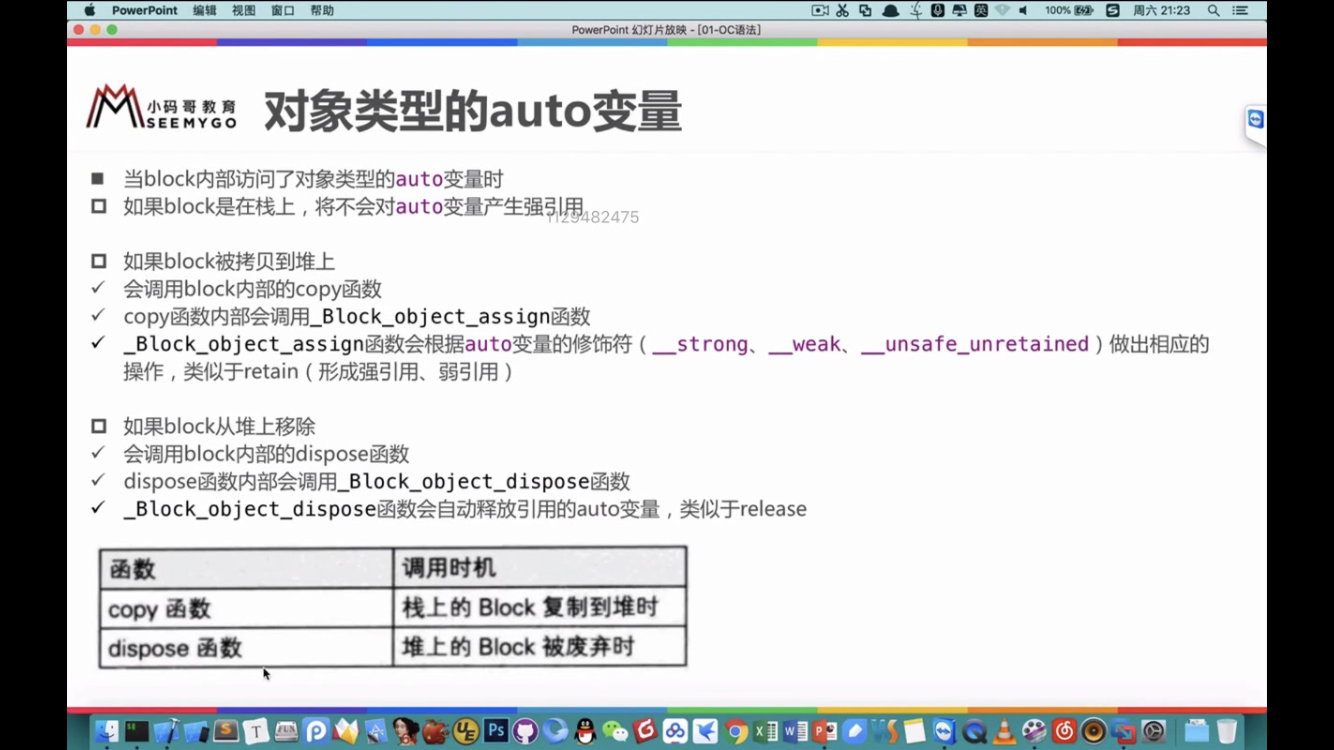 PowerPoint 编辑 视图 窗口 帮助 100% 周六 21:23
PowerPoint 幻灯片放映 - [01-OC语法]
小码哥教育
SEEMYGO
对象类型的auto变量
当block内部访问了对象类型的auto变量时
如果block是在栈上，将不会对auto变量产生强引用
1129482475
如果block被拷贝到堆上
会调用block内部的copy函数
copy函数内部会调用_Block_object_assign函数
_Block_object_assign函数会根据auto变量的修饰符（__strong、__weak、__unsafe_unretained）做出相应的
操作，类似于retain（形成强引用、弱引用）
如果block从堆上移除
会调用block内部的dispose函数
dispose函数内部会调用_Block_object_dispose函数
_Block_object_dispose函数会自动释放引用的auto变量，类似于release
函数 调用时机
copy 函数 栈上的 Block 复制到堆时
dispose 函数 堆上的 Block 被废弃时